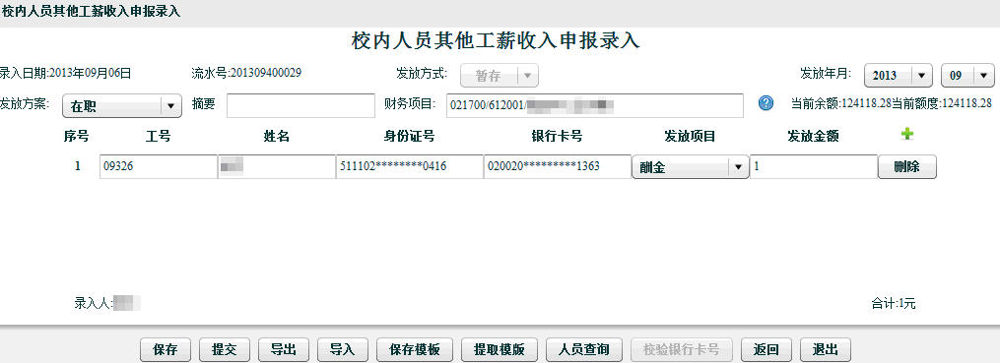 校内人员其他工薪收入申报录入
校内人员其他工薪收入申报录入
录入日期:2013年09月06日 流水号:201309400029 发放方式: 暂存 发放年月: 2013 09
发放方案: 在职 摘要 财务项目: 021700/612001/ 当前余额:124118.28当前额度:124118.28
序号 工号 姓名 身份证号 银行卡号 发放项目 发放金额
1 09326 511102********0416 020020*********1363 酬金 1 删除
录入人: 合计:1元
保存 提交 导出 导入 保存模板 提取模版 人员查询 校验银行卡号 返回 退出